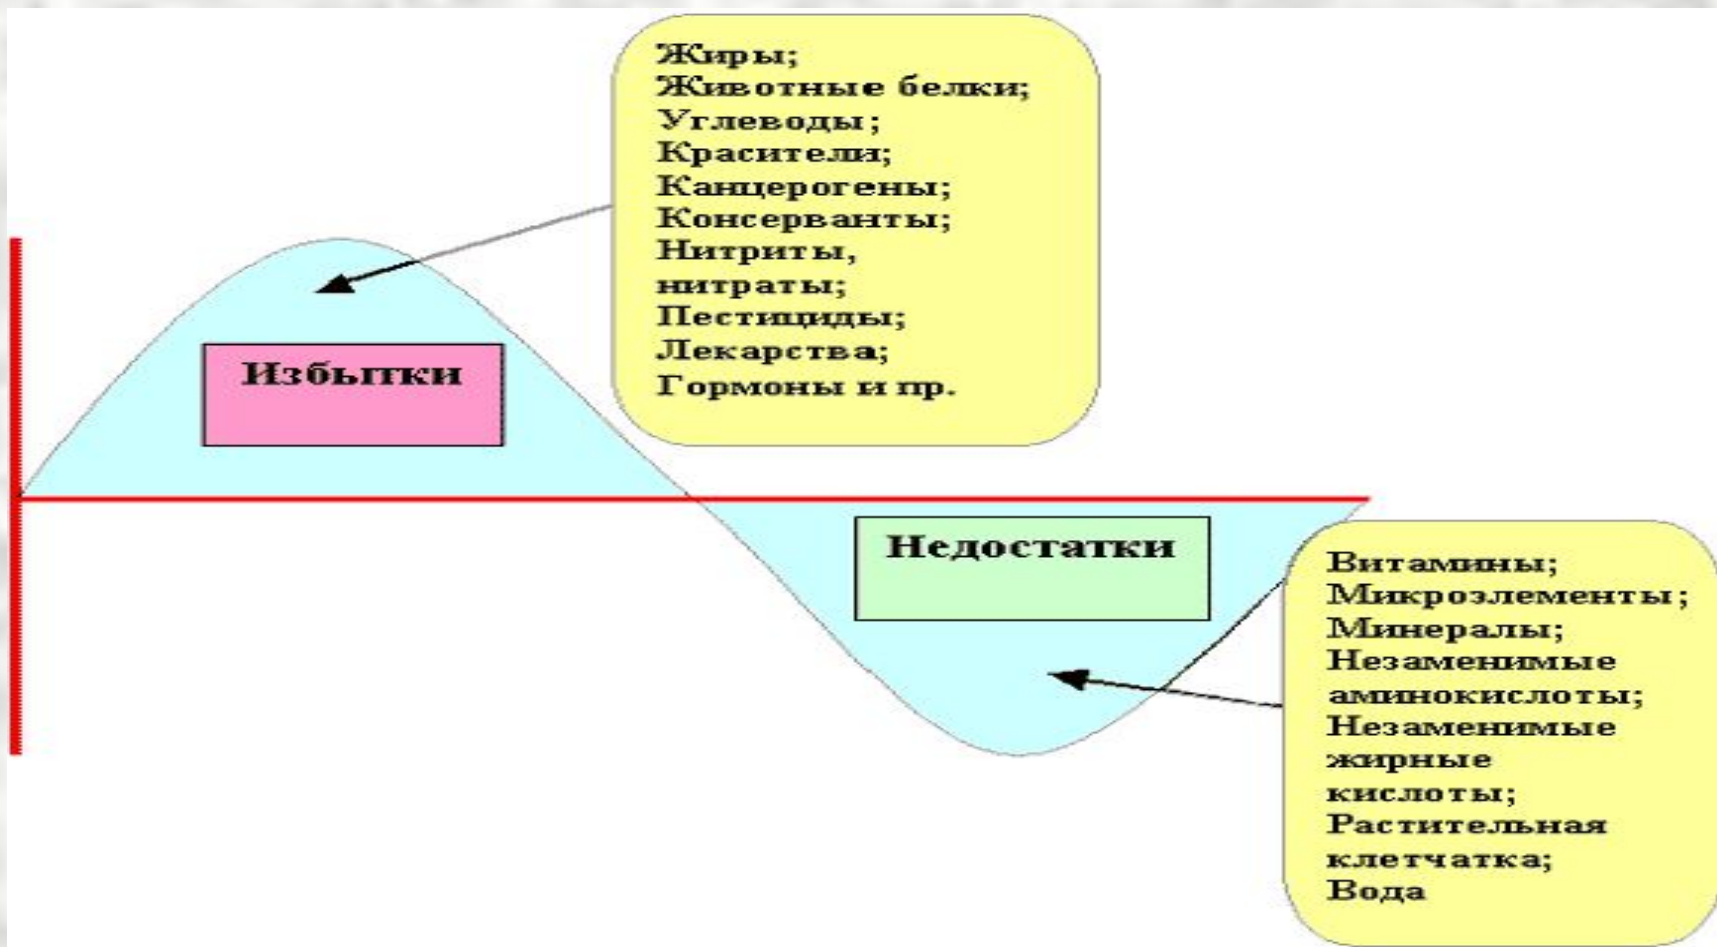 Жиры;
Животные белки;
Углеводы;
Красители;
Канцерогены;
Консерванты;
Нитриты,
нитраты;
Пестициды;
Лекарства;
Гормоны и пр.
Избытки
Недостатки
Витамины;
Микроэлементы;
Минералы;
Незаменимые
аминокислоты;
Незаменимые
жирные
кислоты;
Растительная
клетчатка;
Вода